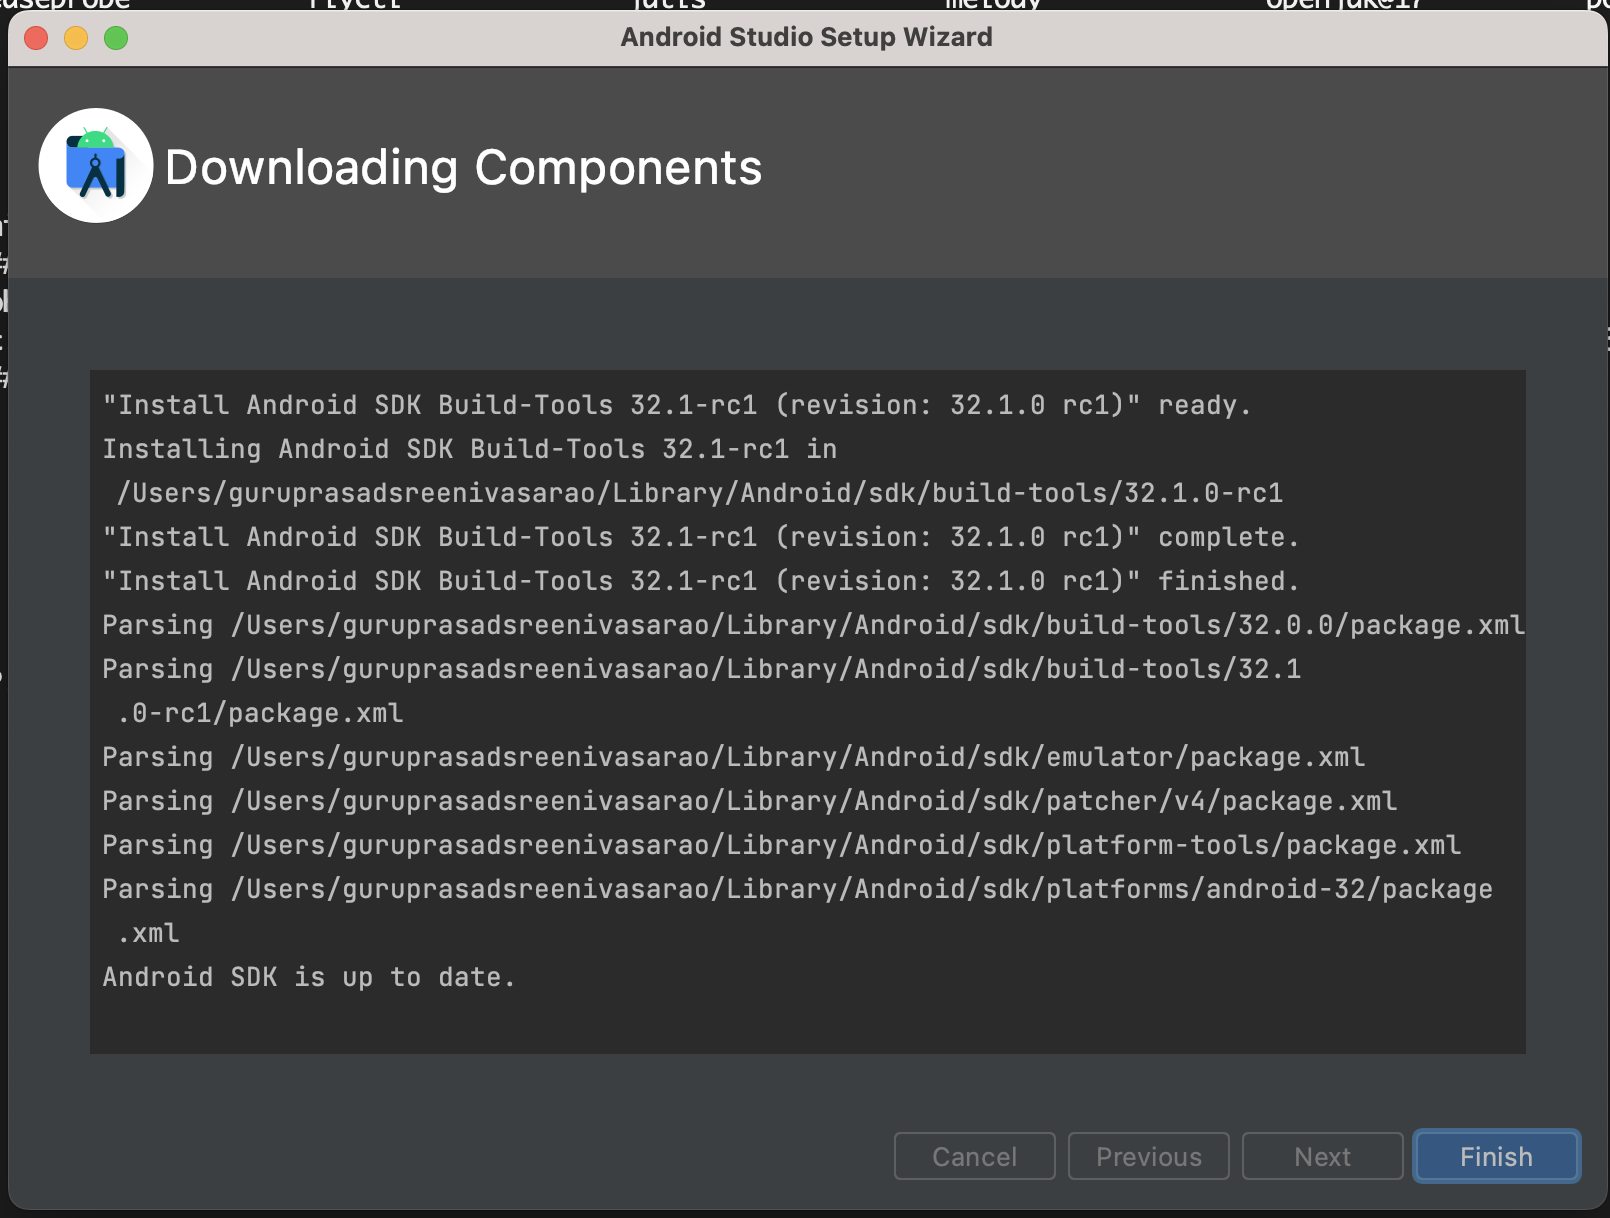 Android Studio Setup Wizard
Downloading Components
"Install Android SDK Build-Tools 32.1-rc1 (revision: 32.1.0 rc1)" ready.
Installing Android SDK Build-Tools 32.1-rc1 in
/Users/guruprasadsreenivasarao/Library/Android/sdk/build-tools/32.1.0-rc1
"Install Android SDK Build-Tools 32.1-rc1 (revision: 32.1.0 rc1)" complete.
"Install Android SDK Build-Tools 32.1-rc1 (revision: 32.1.0 rc1)" finished.
Parsing /Users/guruprasadsreenivasarao/Library/Android/sdk/build-tools/32.0.0/package.xml
Parsing /Users/guruprasadsreenivasarao/Library/Android/sdk/build-tools/32.1
.0-rc1/package.xml
Parsing /Users/guruprasadsreenivasarao/Library/Android/sdk/emulator/package.xml
Parsing /Users/guruprasadsreenivasarao/Library/Android/sdk/patcher/v4/package.xml
Parsing /Users/guruprasadsreenivasarao/Library/Android/sdk/platform-tools/package.xml
Parsing /Users/guruprasadsreenivasarao/Library/Android/sdk/platforms/android-32/package
.xml
Android SDK is up to date.
Cancel Previous Next Finish